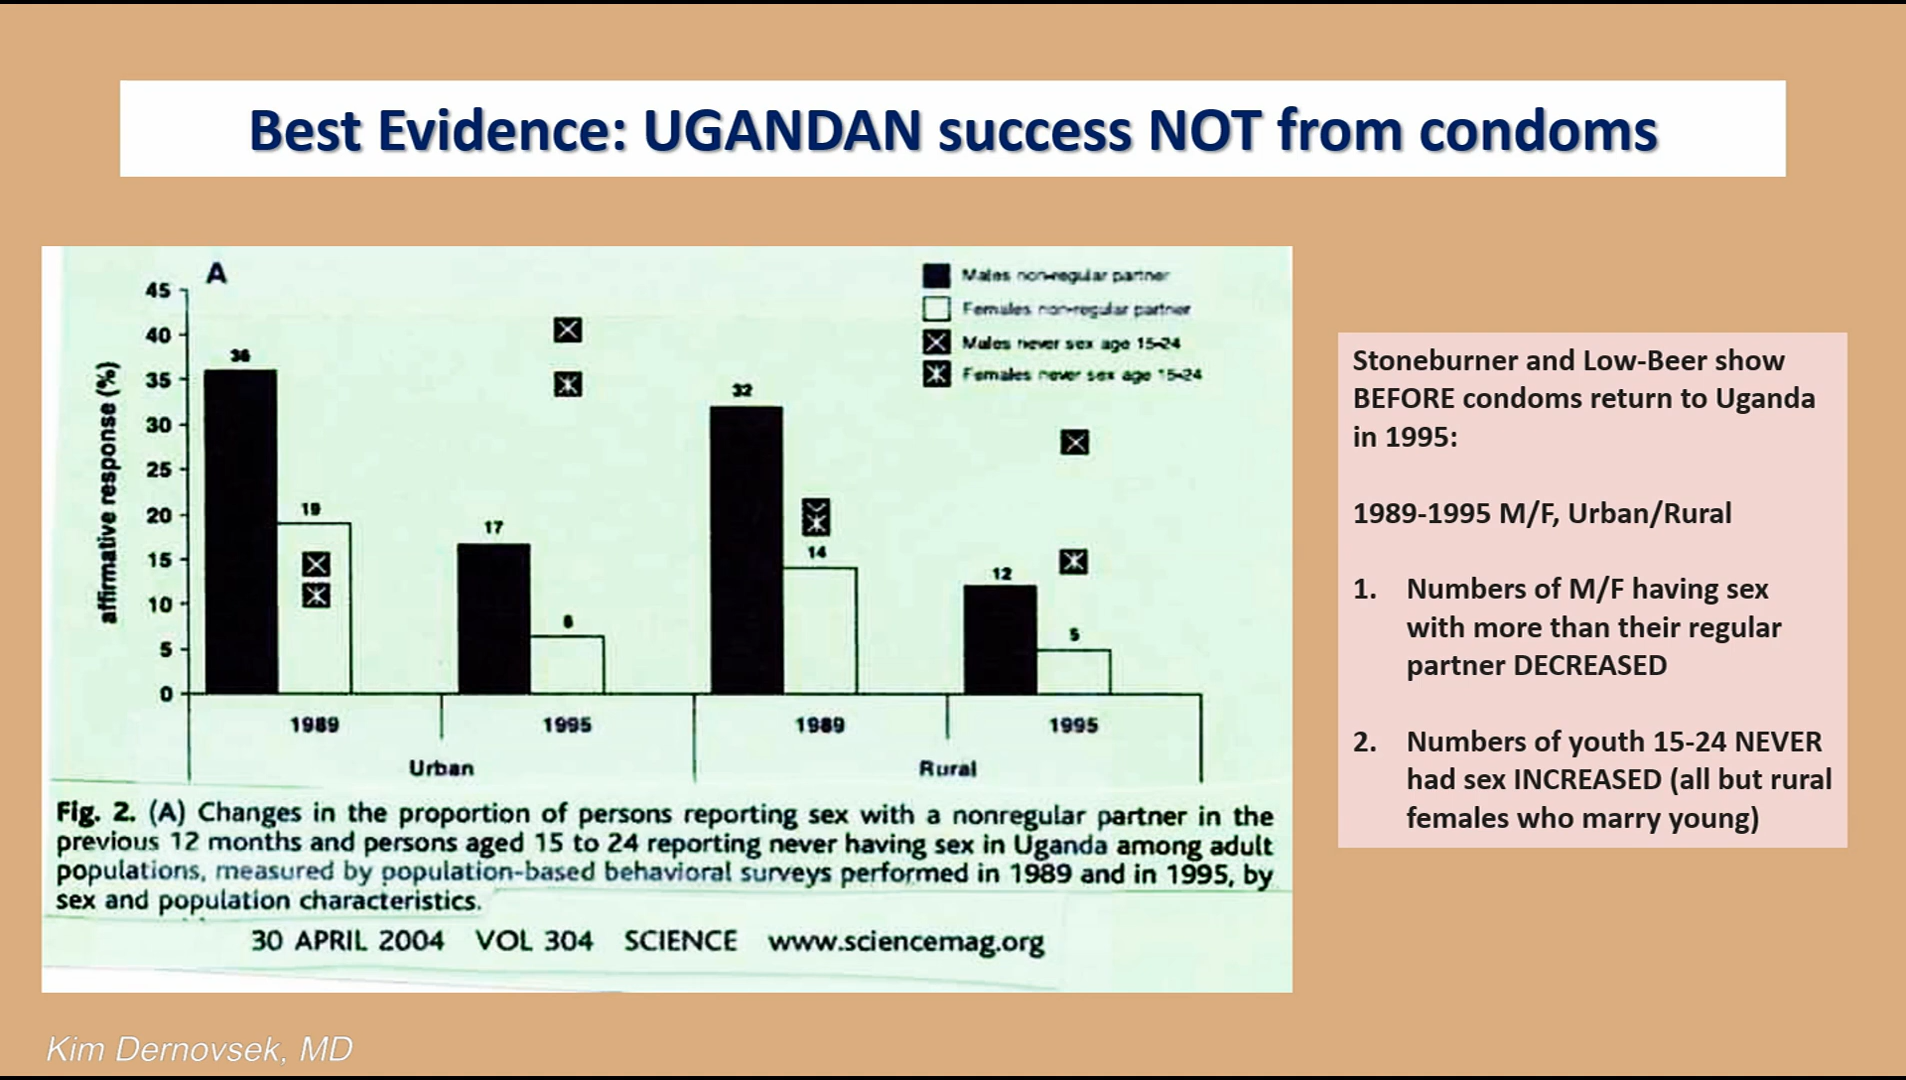 Best Evidence: UGANDAN success NOT from condoms
A
45
40
35
30
25
20
15
10
5
0
affirmative response (%)
36
19
17
6
32
14
12
5
Males non-regular partner
Females non-regular partner
Males never sex age 15-24
Females never sex age 15-24
1989
1995
1989
1995
Urban
Rural
Fig. 2. (A) Changes in the proportion of persons reporting sex with a nonregular partner in the
previous 12 months and persons aged 15 to 24 reporting never having sex in Uganda among adult
populations, measured by population-based behavioral surveys performed in 1989 and in 1995, by
sex and population characteristics.
30 APRIL 2004 VOL 304 SCIENCE www.sciencemag.org
Stoneburner and Low-Beer show
BEFORE condoms return to Uganda
in 1995:
1989-1995 M/F, Urban/Rural
1. Numbers of M/F having sex
with more than their regular
partner DECREASED
2. Numbers of youth 15-24 NEVER
had sex INCREASED (all but rural
females who marry young)
Kim Dernovsek, MD